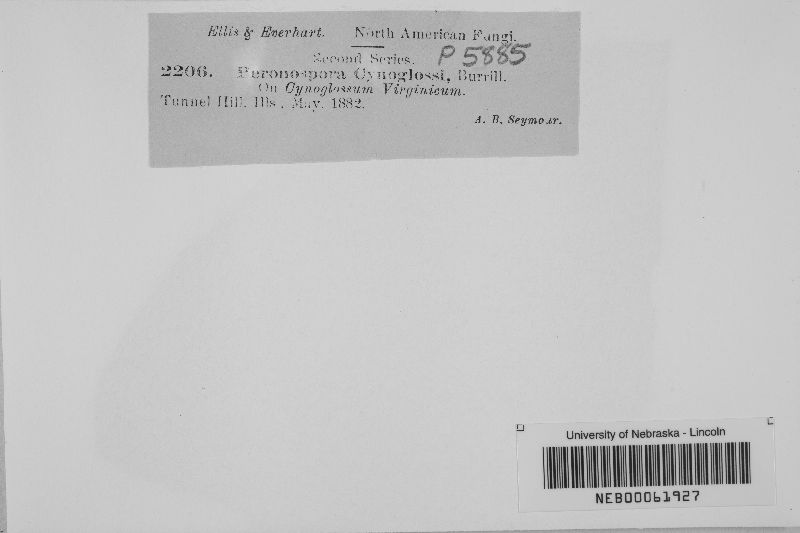 Ellis & Everhart. North American Fungi.
Second Series. P 5885
2206. Peronospora Cynoglossi, Burrill.
On Cynoglossum Virginicum.
Tunnel Hill, Ills., May, 1882.
A. B. Seymour.
University of Nebraska - Lincoln
NEB00061927